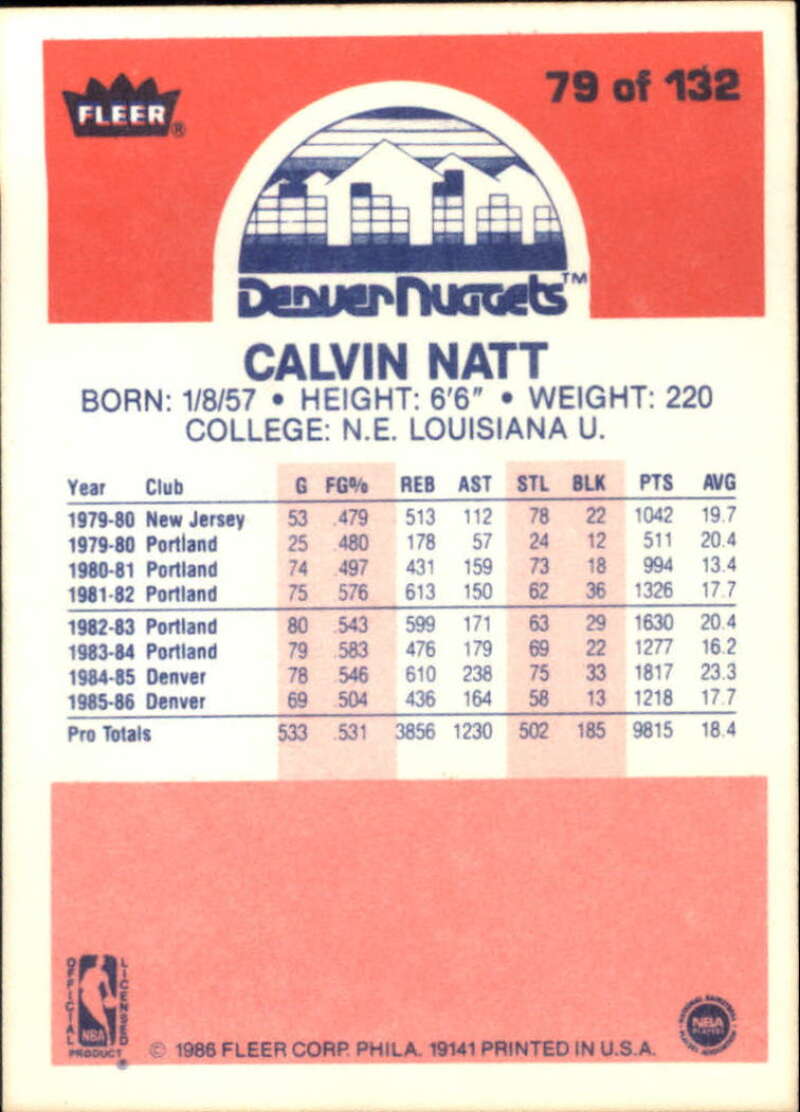 FLEER®
79 of 132
Denver Nuggets™
CALVIN NATT
BORN: 1/8/57 • HEIGHT: 6'6" • WEIGHT: 220
COLLEGE: N.E. LOUISIANA U.
Year Club G FG% REB AST STL BLK PTS AVG
1979-80 New Jersey 53 .479 513 112 78 22 1042 19.7
1979-80 Portland 25 .480 178 57 24 12 511 20.4
1980-81 Portland 74 .497 431 159 73 18 994 13.4
1981-82 Portland 75 .576 613 150 62 36 1326 17.7
1982-83 Portland 80 .543 599 171 63 29 1630 20.4
1983-84 Portland 79 .583 476 179 69 22 1277 16.2
1984-85 Denver 78 .546 610 238 75 33 1817 23.3
1985-86 Denver 69 .504 436 164 58 13 1218 17.7
Pro Totals 533 .531 3856 1230 502 185 9815 18.4
OFFICIAL
LICENSED
NBA
PRODUCT®
© 1986 FLEER CORP. PHILA. 19141 PRINTED IN U.S.A.
NATIONAL BASKETBALL
NBA
PLAYERS
PLAYERS ASSOCIATION